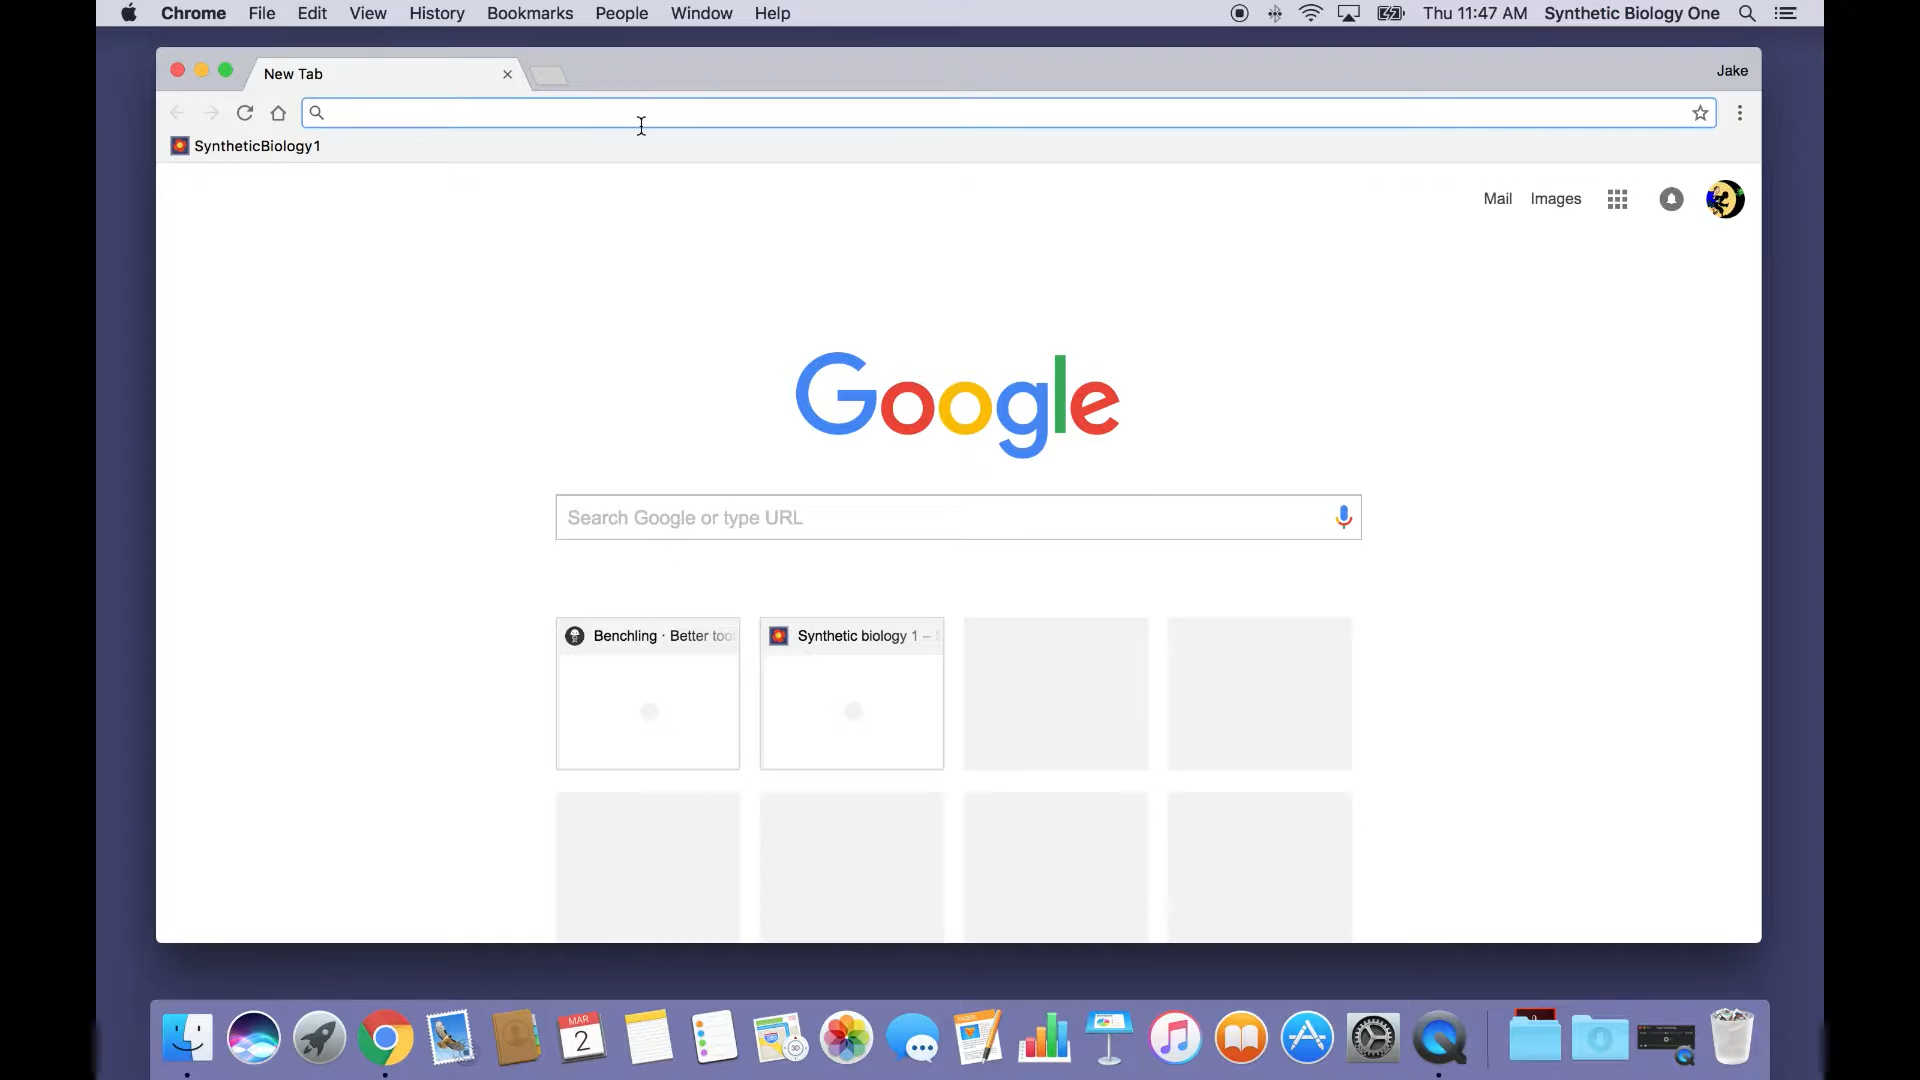 Chrome File Edit View History Bookmarks People Window Help Thu 11:47 AM Synthetic Biology One
New Tab Jake
SyntheticBiology1
Mail Images
Google
Search Google or type URL
Benchling · Better too
Synthetic biology 1 –
MAR
2